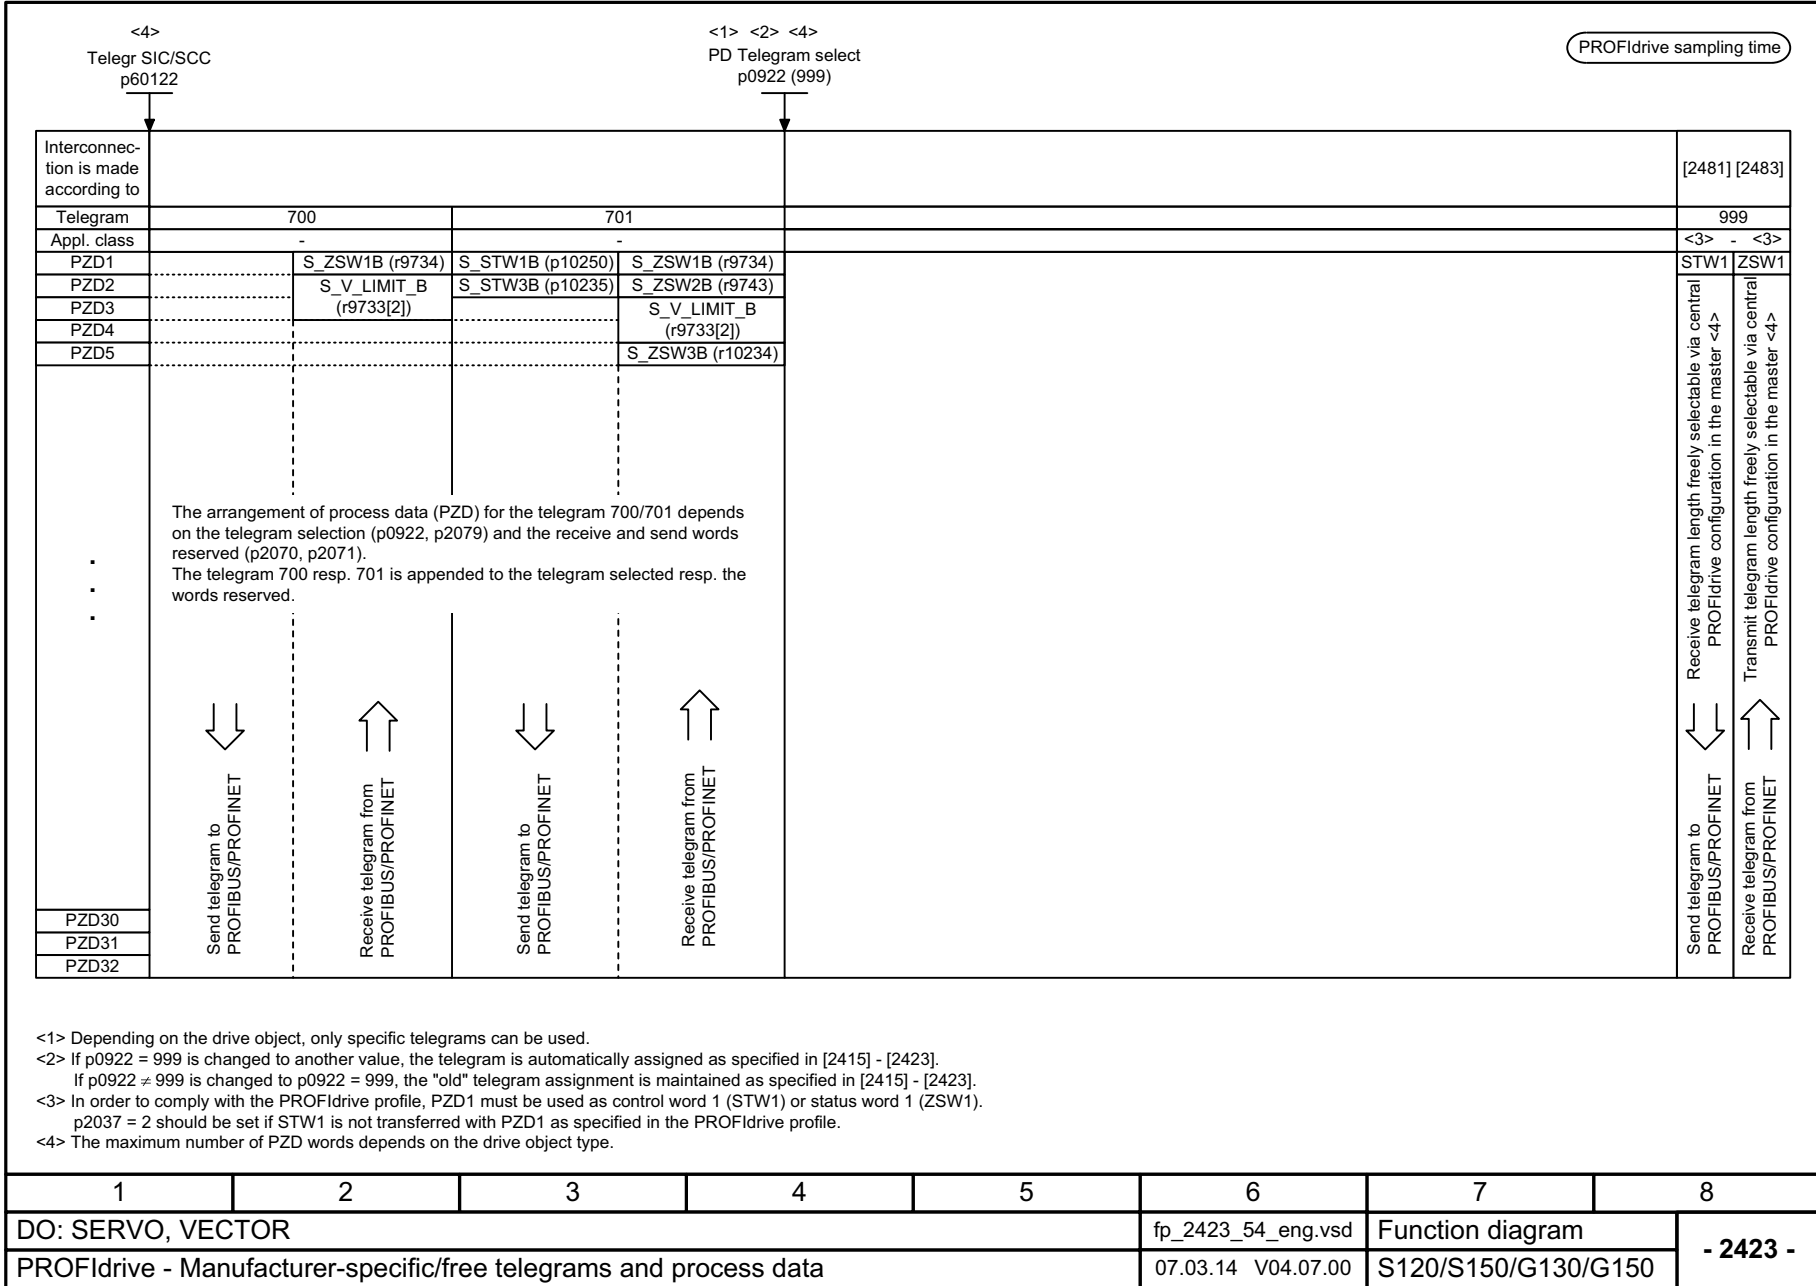 <4>
Telegr SIC/SCC
p60122
<1> <2> <4>
PD Telegram select
p0922 (999)
PROFIdrive sampling time
Interconnec-
tion is made
according to
[2481] [2483]
Telegram 700 701 999
Appl. class - - <3> - <3>
PZD1 S_ZSW1B (r9734) S_STW1B (p10250) S_ZSW1B (r9734) STW1 ZSW1
PZD2 S_V_LIMIT_B S_STW3B (p10235) S_ZSW2B (r9743)
PZD3 (r9733[2]) S_V_LIMIT_B
PZD4 (r9733[2])
PZD5 S_ZSW3B (r10234)
Receive telegram length freely selectable via central
PROFIdrive configuration in the master <4>
Transmit telegram length freely selectable via central
PROFIdrive configuration in the master <4>
The arrangement of process data (PZD) for the telegram 700/701 depends
on the telegram selection (p0922, p2079) and the receive and send words
reserved (p2070, p2071).
The telegram 700 resp. 701 is appended to the telegram selected resp. the
words reserved.
.
.
.
Send telegram to
PROFIBUS/PROFINET
Receive telegram from
PROFIBUS/PROFINET
Send telegram to
PROFIBUS/PROFINET
Receive telegram from
PROFIBUS/PROFINET
Send telegram to
PROFIBUS/PROFINET
Receive telegram from
PROFIBUS/PROFINET
PZD30
PZD31
PZD32
<1> Depending on the drive object, only specific telegrams can be used.
<2> If p0922 = 999 is changed to another value, the telegram is automatically assigned as specified in [2415] - [2423].
If p0922 ≠ 999 is changed to p0922 = 999, the "old" telegram assignment is maintained as specified in [2415] - [2423].
<3> In order to comply with the PROFIdrive profile, PZD1 must be used as control word 1 (STW1) or status word 1 (ZSW1).
p2037 = 2 should be set if STW1 is not transferred with PZD1 as specified in the PROFIdrive profile.
<4> The maximum number of PZD words depends on the drive object type.
1 2 3 4 5 6 7 8
DO: SERVO, VECTOR fp_2423_54_eng.vsd Function diagram
- 2423 -
PROFIdrive - Manufacturer-specific/free telegrams and process data 07.03.14 V04.07.00 S120/S150/G130/G150